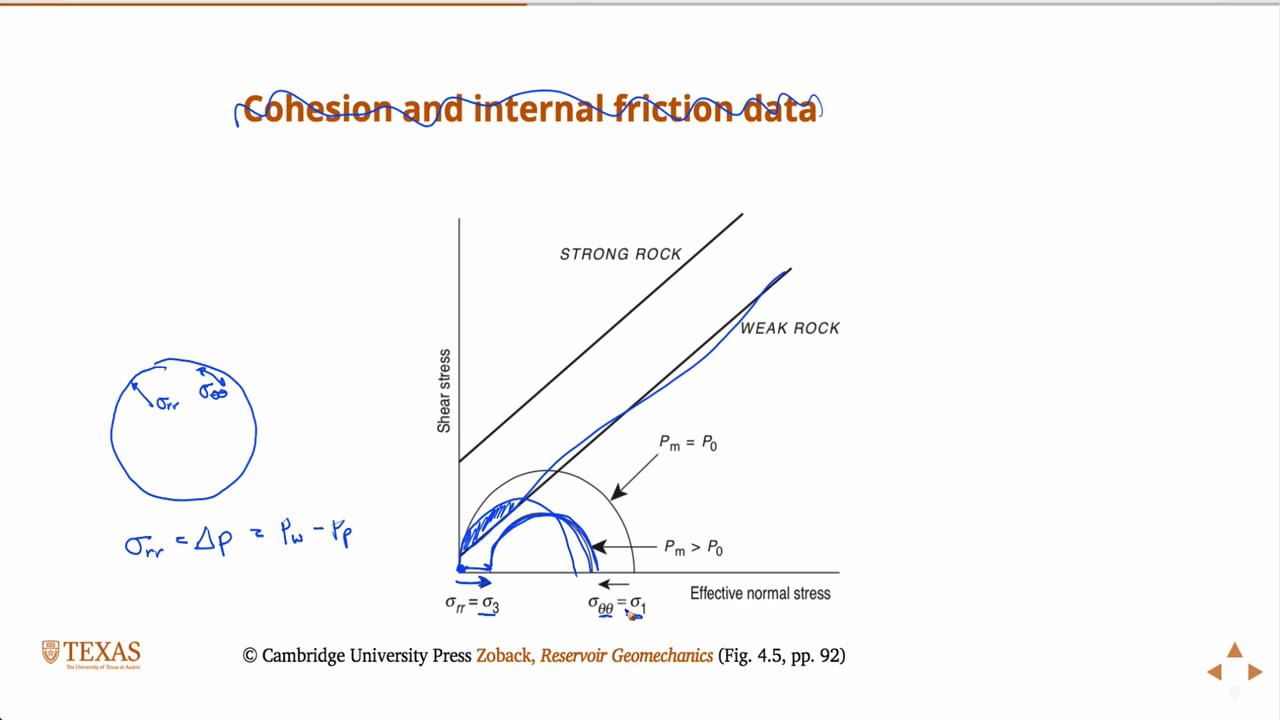 Cohesion and internal friction data
STRONG ROCK
WEAK ROCK
Shear stress
Pm = P0
Pm > P0
σrr
σθθ
σrr = Δp = Pw - Pp
σrr = σ3
σθθ = σ1
Effective normal stress
TEXAS
The University of Texas at Austin
© Cambridge University Press Zoback, Reservoir Geomechanics (Fig. 4.5, pp. 92)